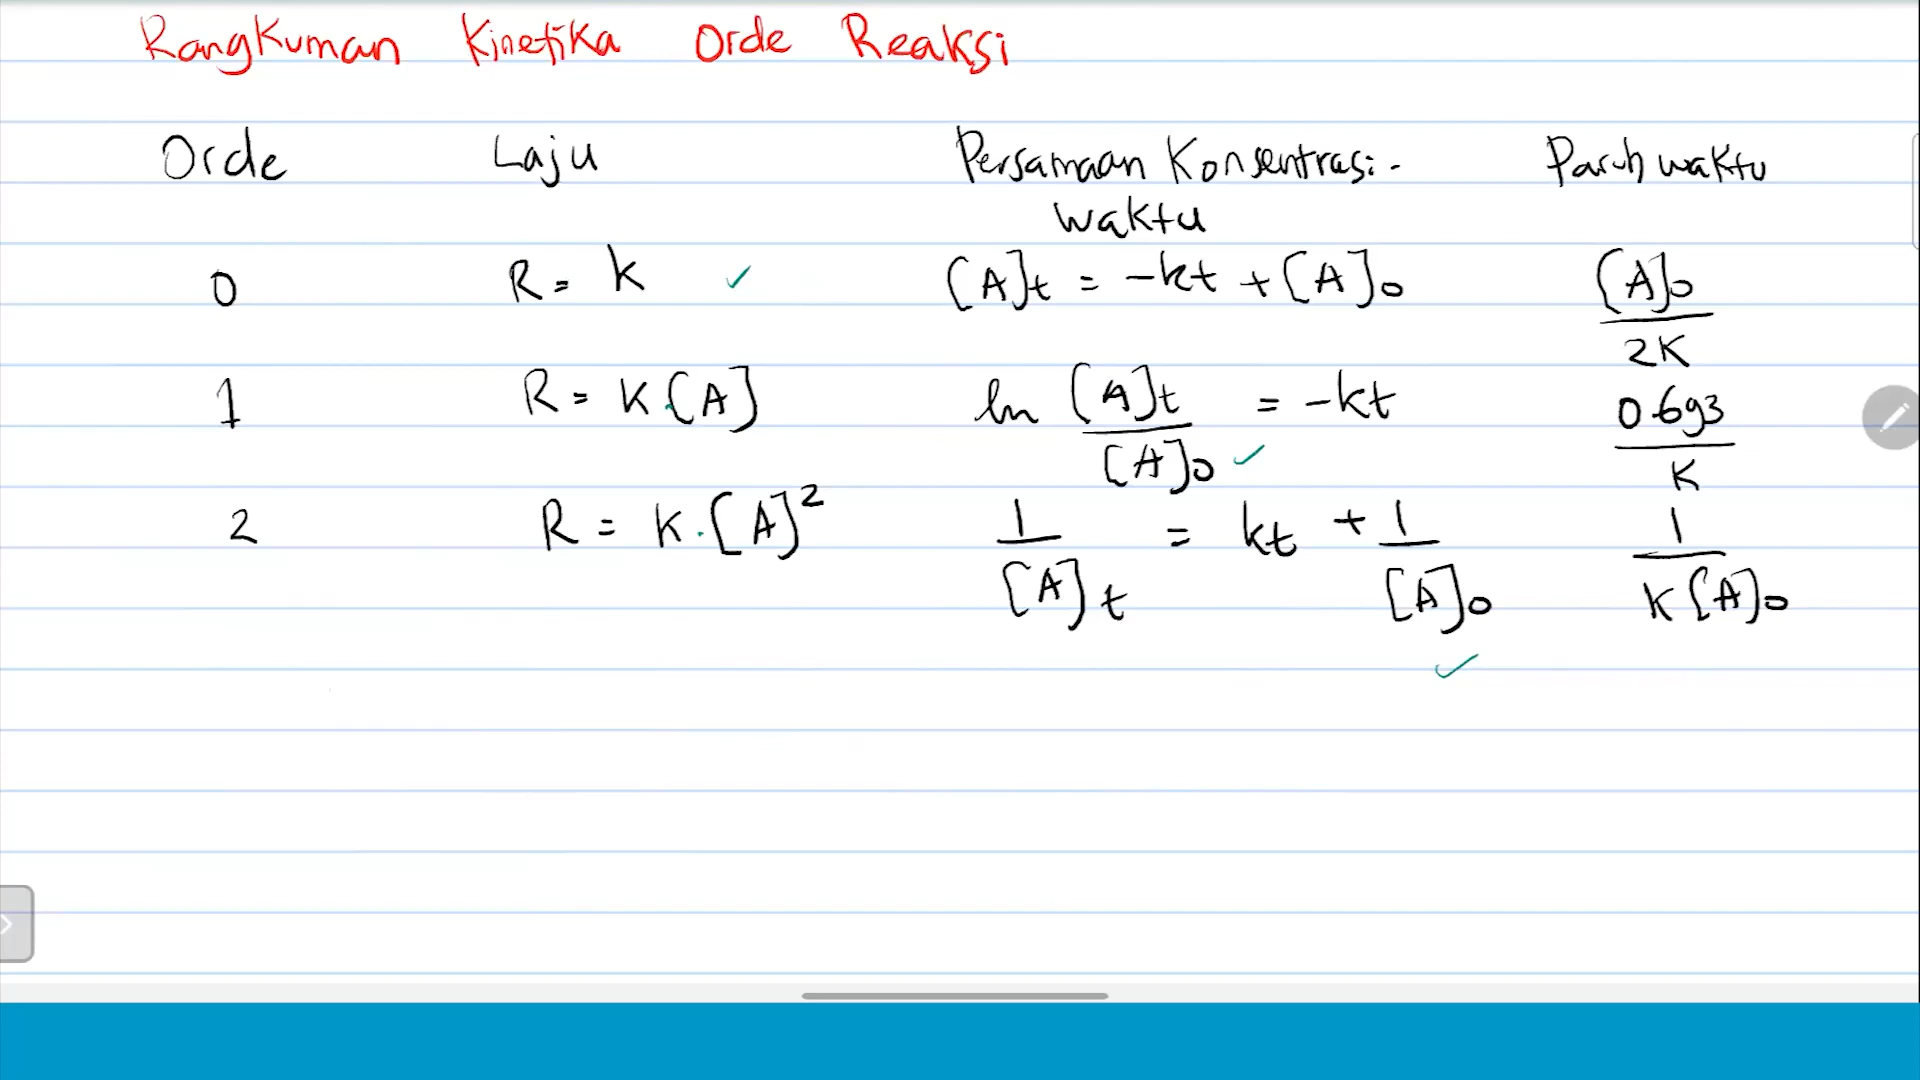 Rangkuman Kinetika Orde Reaksi
Orde Laju Persamaan Konsentrasi - Paruh waktu
waktu
0 R = k ✓ [A]t = -kt + [A]0 [A]0/2k
1 R = k.[A] ln [A]t/[A]0 = -kt ✓ 0.693/k
2 R = k.[A]² 1/[A]t = kt + 1/[A]0 ✓ 1/k[A]0